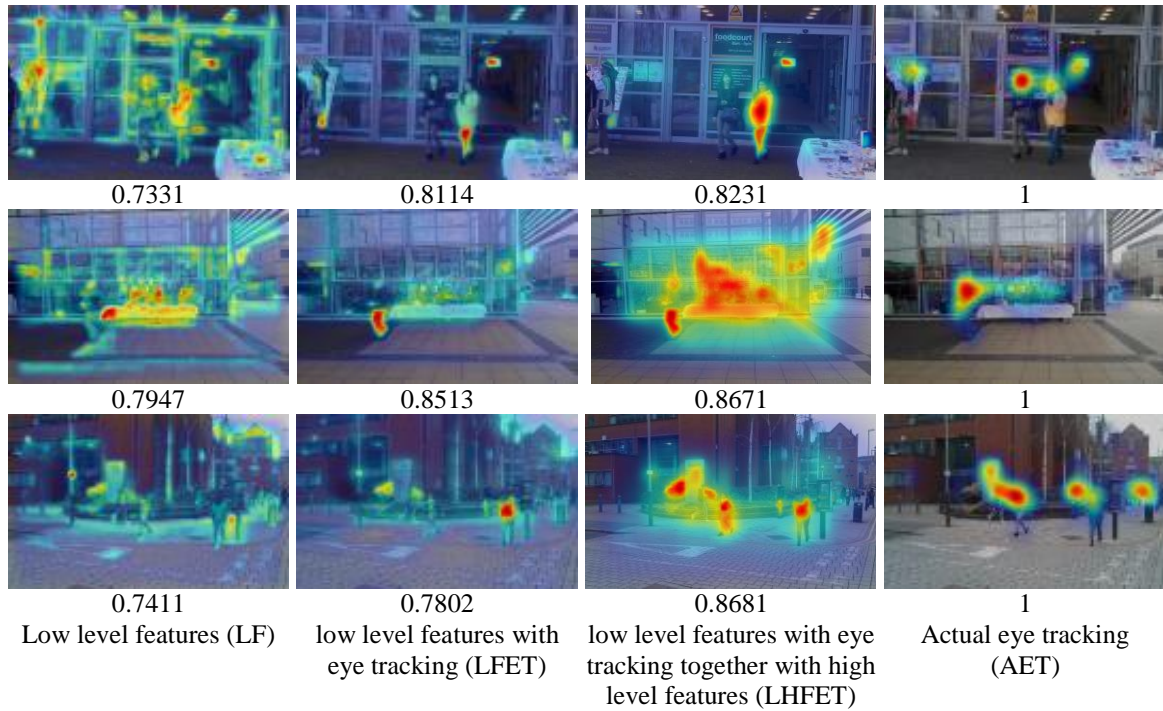 foodcourt
0.7331 0.8114 0.8231 1
0.7947 0.8513 0.8671 1
0.7411 0.7802 0.8681 1
Low level features (LF)
low level features with
eye tracking (LFET)
low level features with eye
tracking together with high
level features (LHFET)
Actual eye tracking
(AET)